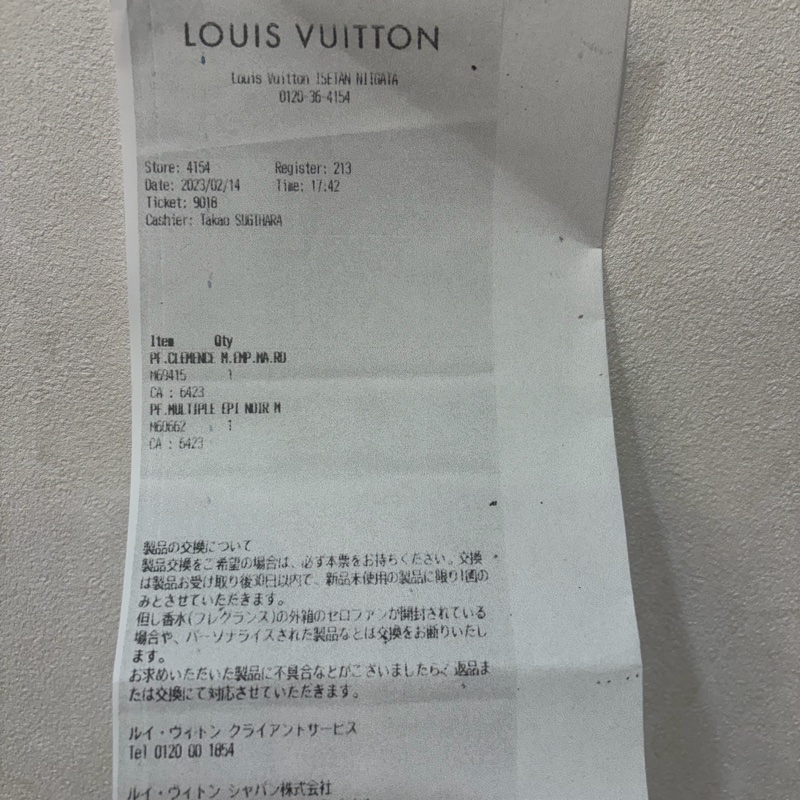 LOUIS VUITTON
Louis Vuitton ISETAN NIIGATA
0120-36-4154
Store: 4154 Register: 213
Date: 2023/02/14 Time: 17:42
Ticket: 9018
Cashier: Takao SUGIHARA
Item Qty
PF.CLEMENCE M.EMP.MA.RO
M69415 1
CA : 6423
PF.MULTIPLE EPI NOIR M
M60662 1
CA : 6423
製品の交換について
製品交換をご希望の場合は、必ず本票をお持ちください。交換
は製品お受け取り後30日以内で、新品未使用の製品に限り1回の
みとさせていただきます。
但し香水(フレグランス)の外箱のセロファンが開封されている
場合や、パーソナライズされた製品などは交換をお断りいたし
ます。
お求めいただいた製品に不具合などがございましたら、返品ま
たは交換にて対応させていただきます。
ルイ・ヴィトン クライアントサービス
Tel 0120 00 1854
ルイ・ヴィトン ジャパン株式会社